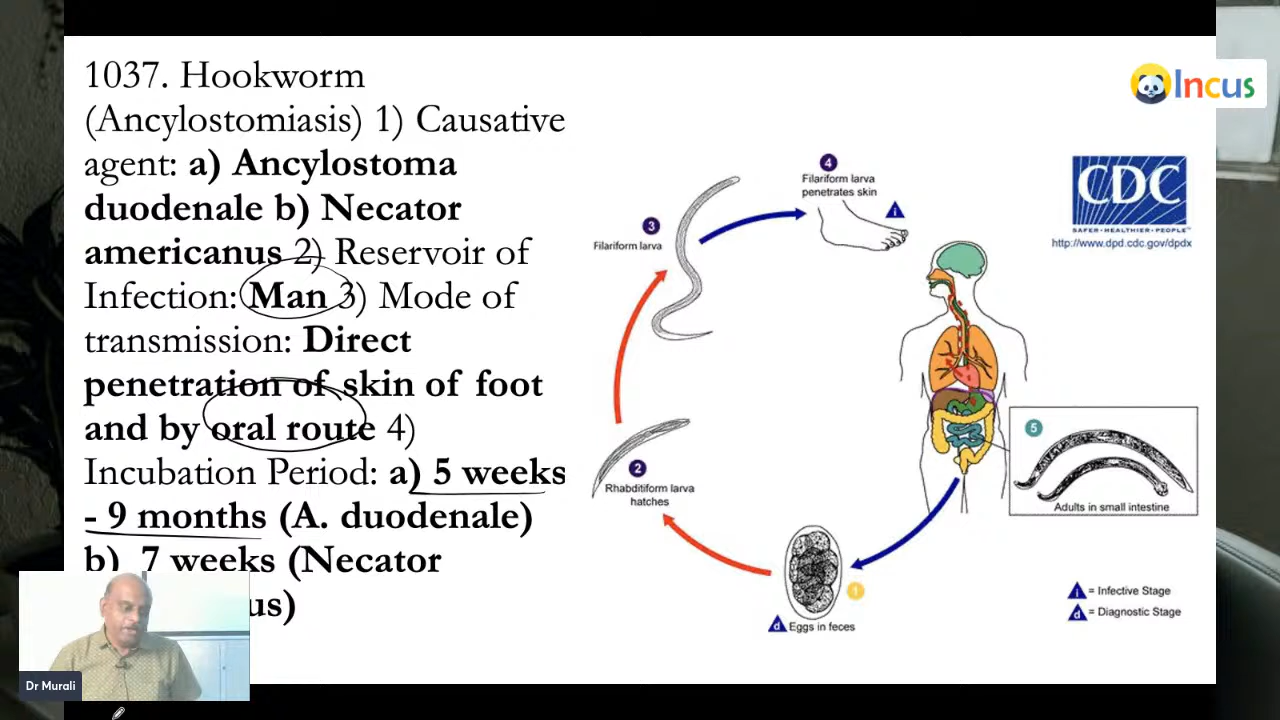 1037. Hookworm
(Ancylostomiasis) 1) Causative
agent: a) Ancylostoma
duodenale b) Necator
americanus 2) Reservoir of
Infection: Man 3) Mode of
transmission: Direct
penetration of skin of foot
and by oral route 4)
Incubation Period: a) 5 weeks
- 9 months (A. duodenale)
b) 7 weeks (Necator
us)
Incus
4
Filariform larva
penetrates skin
i
3
Filariform larva
CDC
SAFER·HEALTHIER·PEOPLE™
http://www.dpd.cdc.gov/dpdx
2
Rhabditiform larva
hatches
5
Adults in small intestine
1
d Eggs in feces
i = Infective Stage
d = Diagnostic Stage
Dr Murali